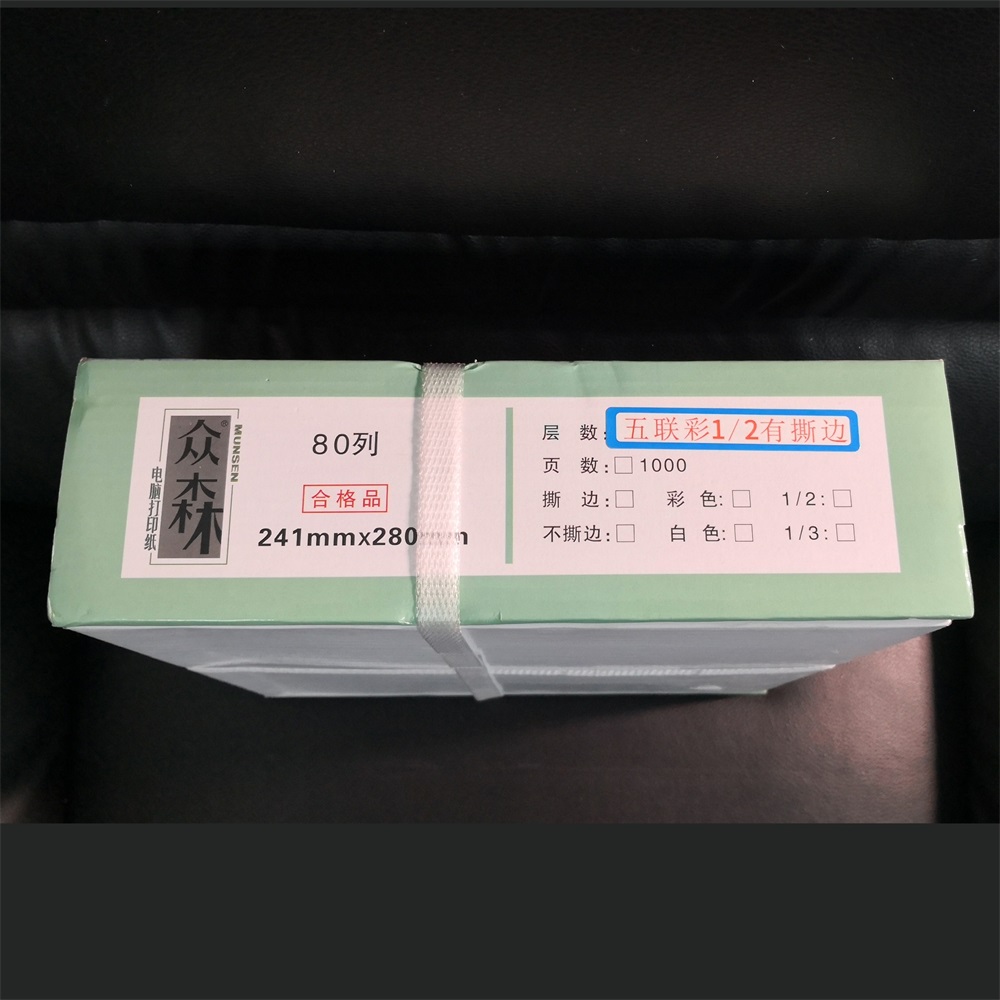 众森®
MUNSEN
电脑打印纸
80列
合格品
241mmx280mm
层 数: 五联彩1/2有撕边
页 数: □1000
撕 边: □ 彩 色: □ 1/2: □
不撕边: □ 白 色: □ 1/3: □